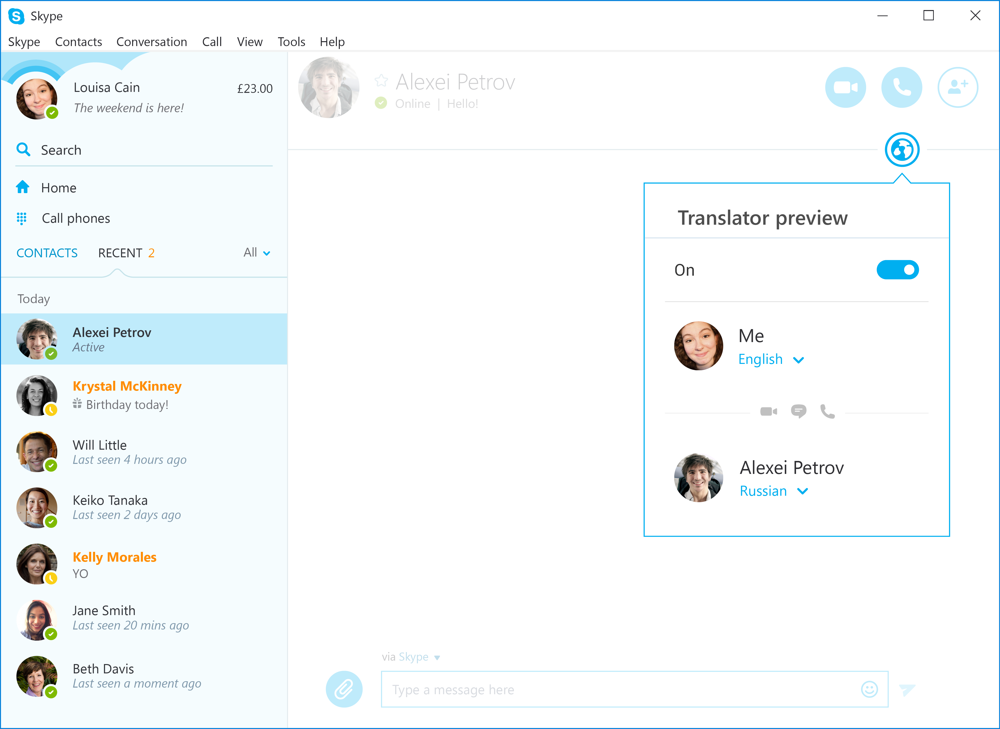 Skype
Skype Contacts Conversation Call View Tools Help
Louisa Cain £23.00
The weekend is here!
Search
Home
Call phones
CONTACTS RECENT 2 All
Today
Alexei Petrov
Active
Krystal McKinney
Birthday today!
Will Little
Last seen 4 hours ago
Keiko Tanaka
Last seen 2 days ago
Kelly Morales
YO
Jane Smith
Last seen 20 mins ago
Beth Davis
Last seen a moment ago
Alexei Petrov
Online | Hello!
Translator preview
On
Me
English
Alexei Petrov
Russian
via Skype
Type a message here